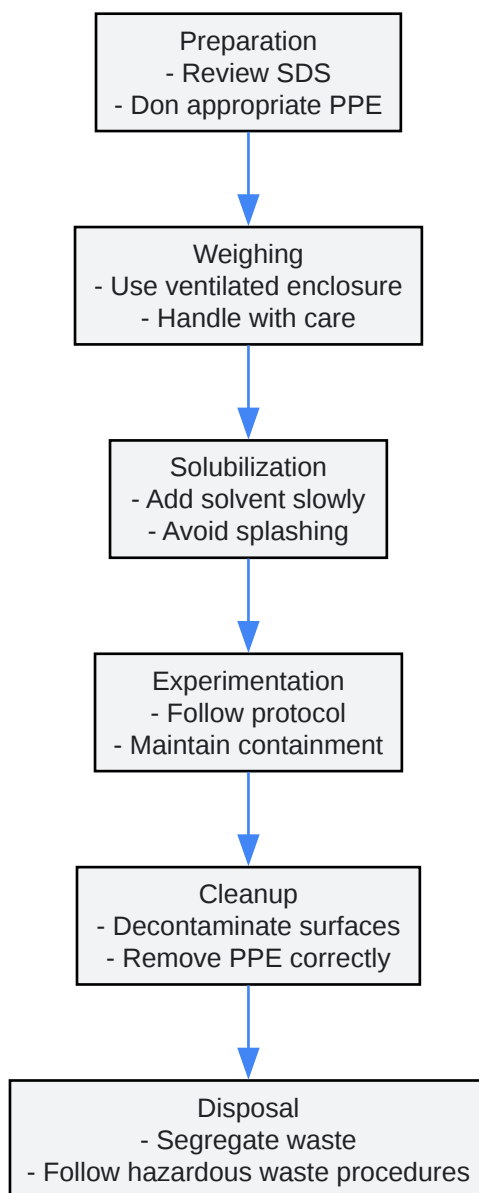 Preparation
- Review SDS
- Don appropriate PPE
Weighing
- Use ventilated enclosure
- Handle with care
Solubilization
- Add solvent slowly
- Avoid splashing
Experimentation
- Follow protocol
- Maintain containment
Cleanup
- Decontaminate surfaces
- Remove PPE correctly
Disposal
- Segregate waste
- Follow hazardous waste procedures